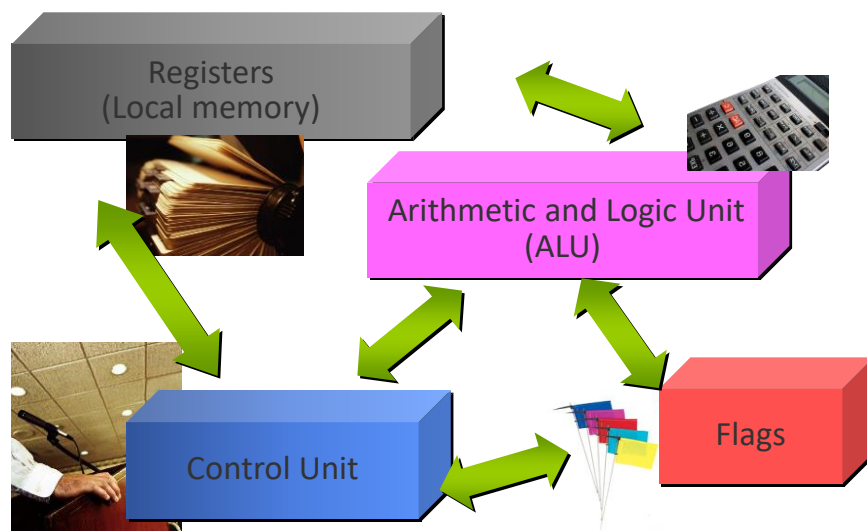 Registers
(Local memory)
Arithmetic and Logic Unit
(ALU)
Control Unit
Flags